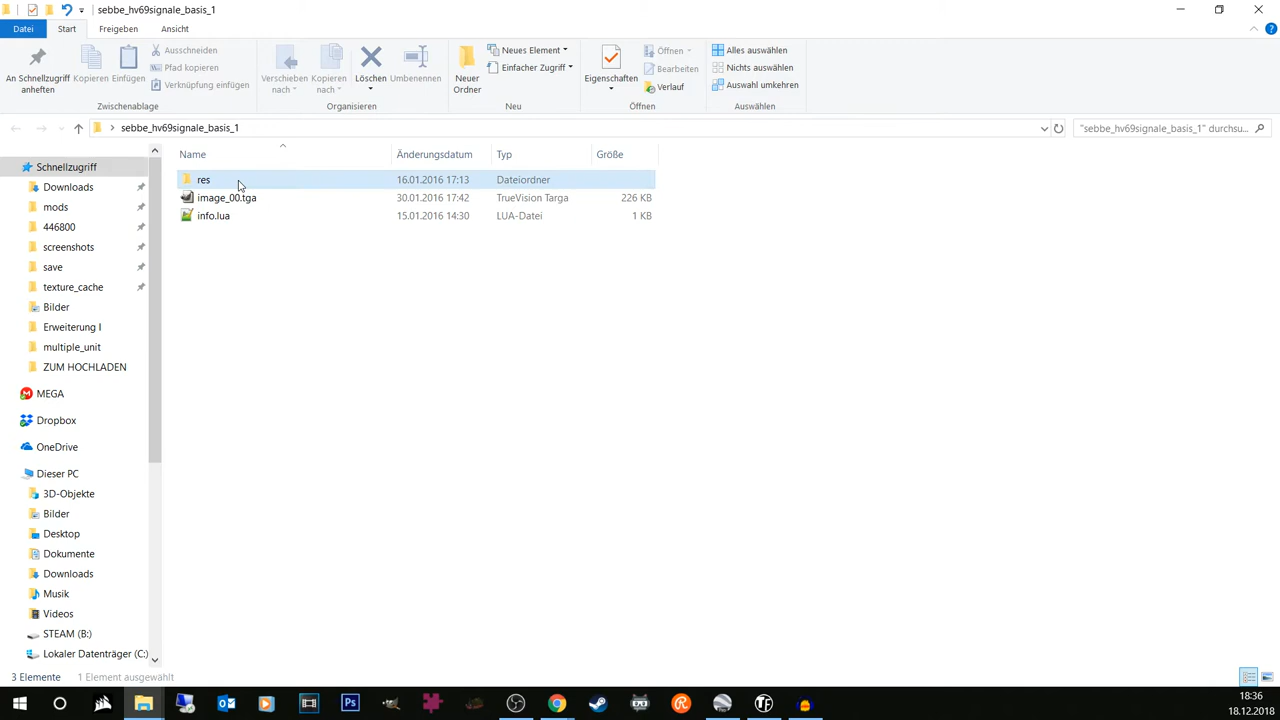 sebbe_hv69signale_basis_1
Datei Start Freigeben Ansicht
An Schnellzugriff anheften
Kopieren
Einfügen
Ausschneiden
Pfad kopieren
Verknüpfung einfügen
Zwischenablage
Verschieben nach
Kopieren nach
Löschen
Umbenennen
Organisieren
Neuer Ordner
Neues Element
Einfacher Zugriff
Neu
Eigenschaften
Öffnen
Bearbeiten
Verlauf
Öffnen
Alles auswählen
Nichts auswählen
Auswahl umkehren
Auswählen
sebbe_hv69signale_basis_1
"sebbe_hv69signale_basis_1" durchsu...
Name Änderungsdatum Typ Größe
res 16.01.2016 17:13 Dateiordner
image_00.tga 30.01.2016 17:42 TrueVision Targa 226 KB
info.lua 15.01.2016 14:30 LUA-Datei 1 KB
Schnellzugriff
Downloads
mods
446800
screenshots
save
texture_cache
Bilder
Erweiterung I
multiple_unit
ZUM HOCHLADEN
MEGA
Dropbox
OneDrive
Dieser PC
3D-Objekte
Bilder
Desktop
Dokumente
Downloads
Musik
Videos
STEAM (B:)
Lokaler Datenträger (C:)
3 Elemente 1 Element ausgewählt
Ps
TF
18:36
18.12.2018